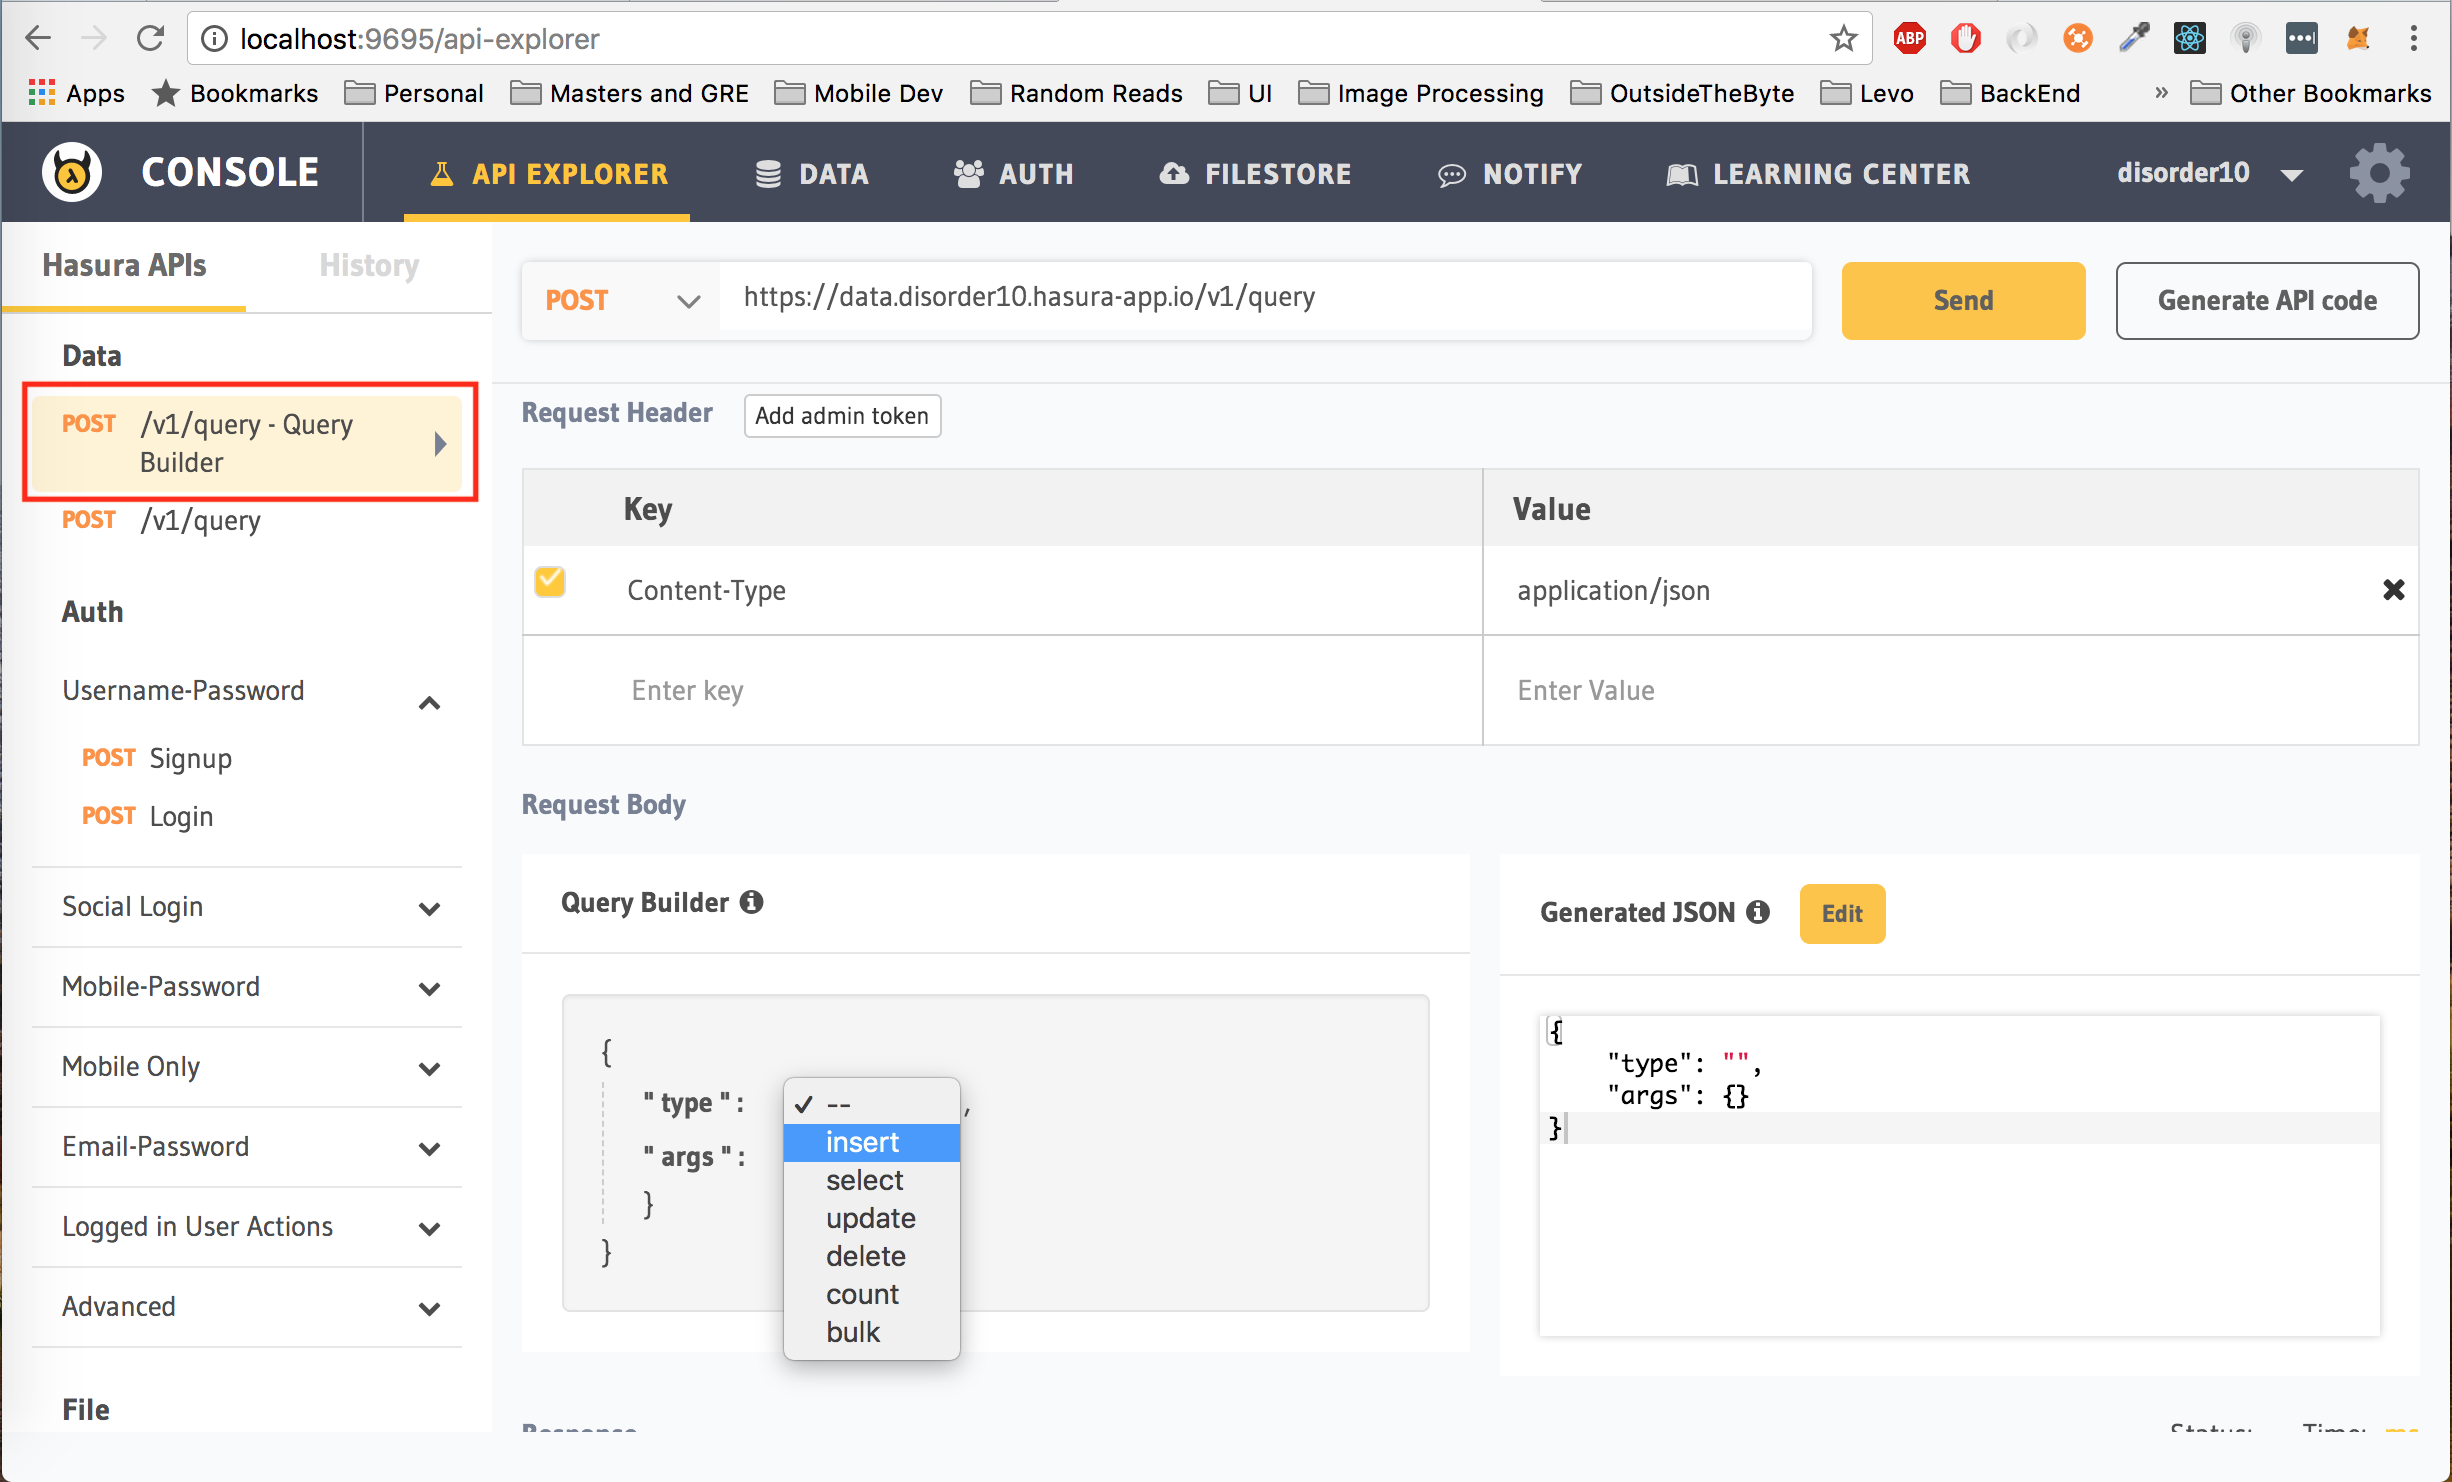 localhost:9695/api-explorer
ABP
Apps Bookmarks Personal Masters and GRE Mobile Dev Random Reads UI Image Processing OutsideTheByte Levo BackEnd » Other Bookmarks
CONSOLE API EXPLORER DATA AUTH FILESTORE NOTIFY LEARNING CENTER disorder10
Hasura APIs History
POST https://data.disorder10.hasura-app.io/v1/query Send Generate API code
Data
POST /v1/query - Query
Builder
POST /v1/query
Auth
Username-Password
POST Signup
POST Login
Social Login
Mobile-Password
Mobile Only
Email-Password
Logged in User Actions
Advanced
File
Request Header Add admin token
Key Value
Content-Type application/json
Enter key Enter Value
Request Body
Query Builder
{
" type " : ✓ -- ,
" args " :
}
}
insert
select
update
delete
count
bulk
Generated JSON Edit
{
"type": "",
"args": {}
}
Response Status: Time: ms